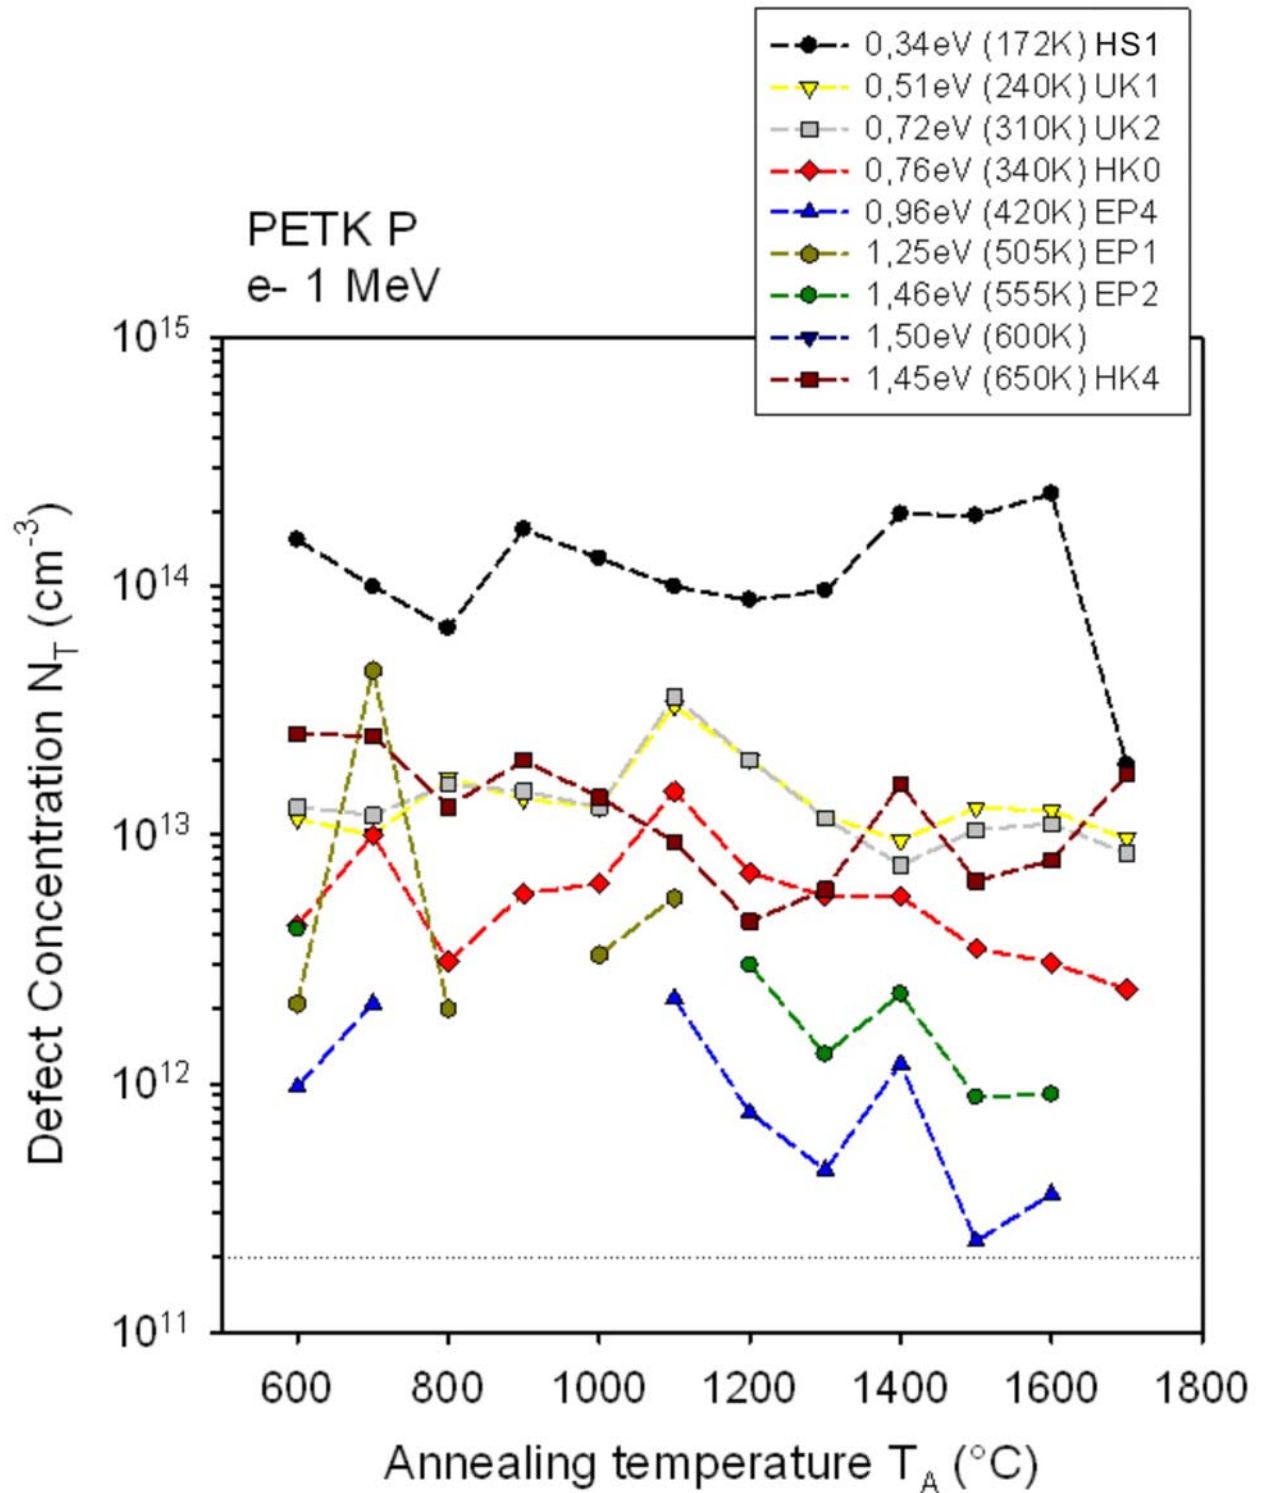 0,34eV (172K) HS1
0,51eV (240K) UK1
0,72eV (310K) UK2
0,76eV (340K) HK0
0,96eV (420K) EP4
1,25eV (505K) EP1
1,46eV (555K) EP2
1,50eV (600K)
1,45eV (650K) HK4
PETK P
e- 1 MeV
10^15
10^14
10^13
10^12
10^11
Defect Concentration N_T (cm^-3)
600 800 1000 1200 1400 1600 1800
Annealing temperature T_A (°C)